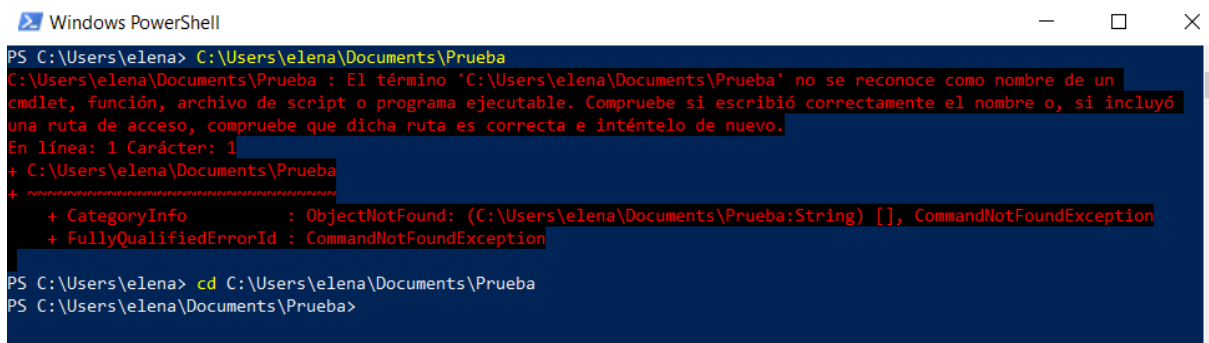 Windows PowerShell
PS C:\Users\elena> C:\Users\elena\Documents\Prueba
C:\Users\elena\Documents\Prueba : El término 'C:\Users\elena\Documents\Prueba' no se reconoce como nombre de un
cmdlet, función, archivo de script o programa ejecutable. Compruebe si escribió correctamente el nombre o, si incluyó
una ruta de acceso, compruebe que dicha ruta es correcta e inténtelo de nuevo.
En línea: 1 Carácter: 1
+ C:\Users\elena\Documents\Prueba
+ ~~~~~~~~~~~~~~~~~~~~~~~~~~~~~~~
    + CategoryInfo          : ObjectNotFound: (C:\Users\elena\Documents\Prueba:String) [], CommandNotFoundException
    + FullyQualifiedErrorId : CommandNotFoundException
PS C:\Users\elena> cd C:\Users\elena\Documents\Prueba
PS C:\Users\elena\Documents\Prueba>